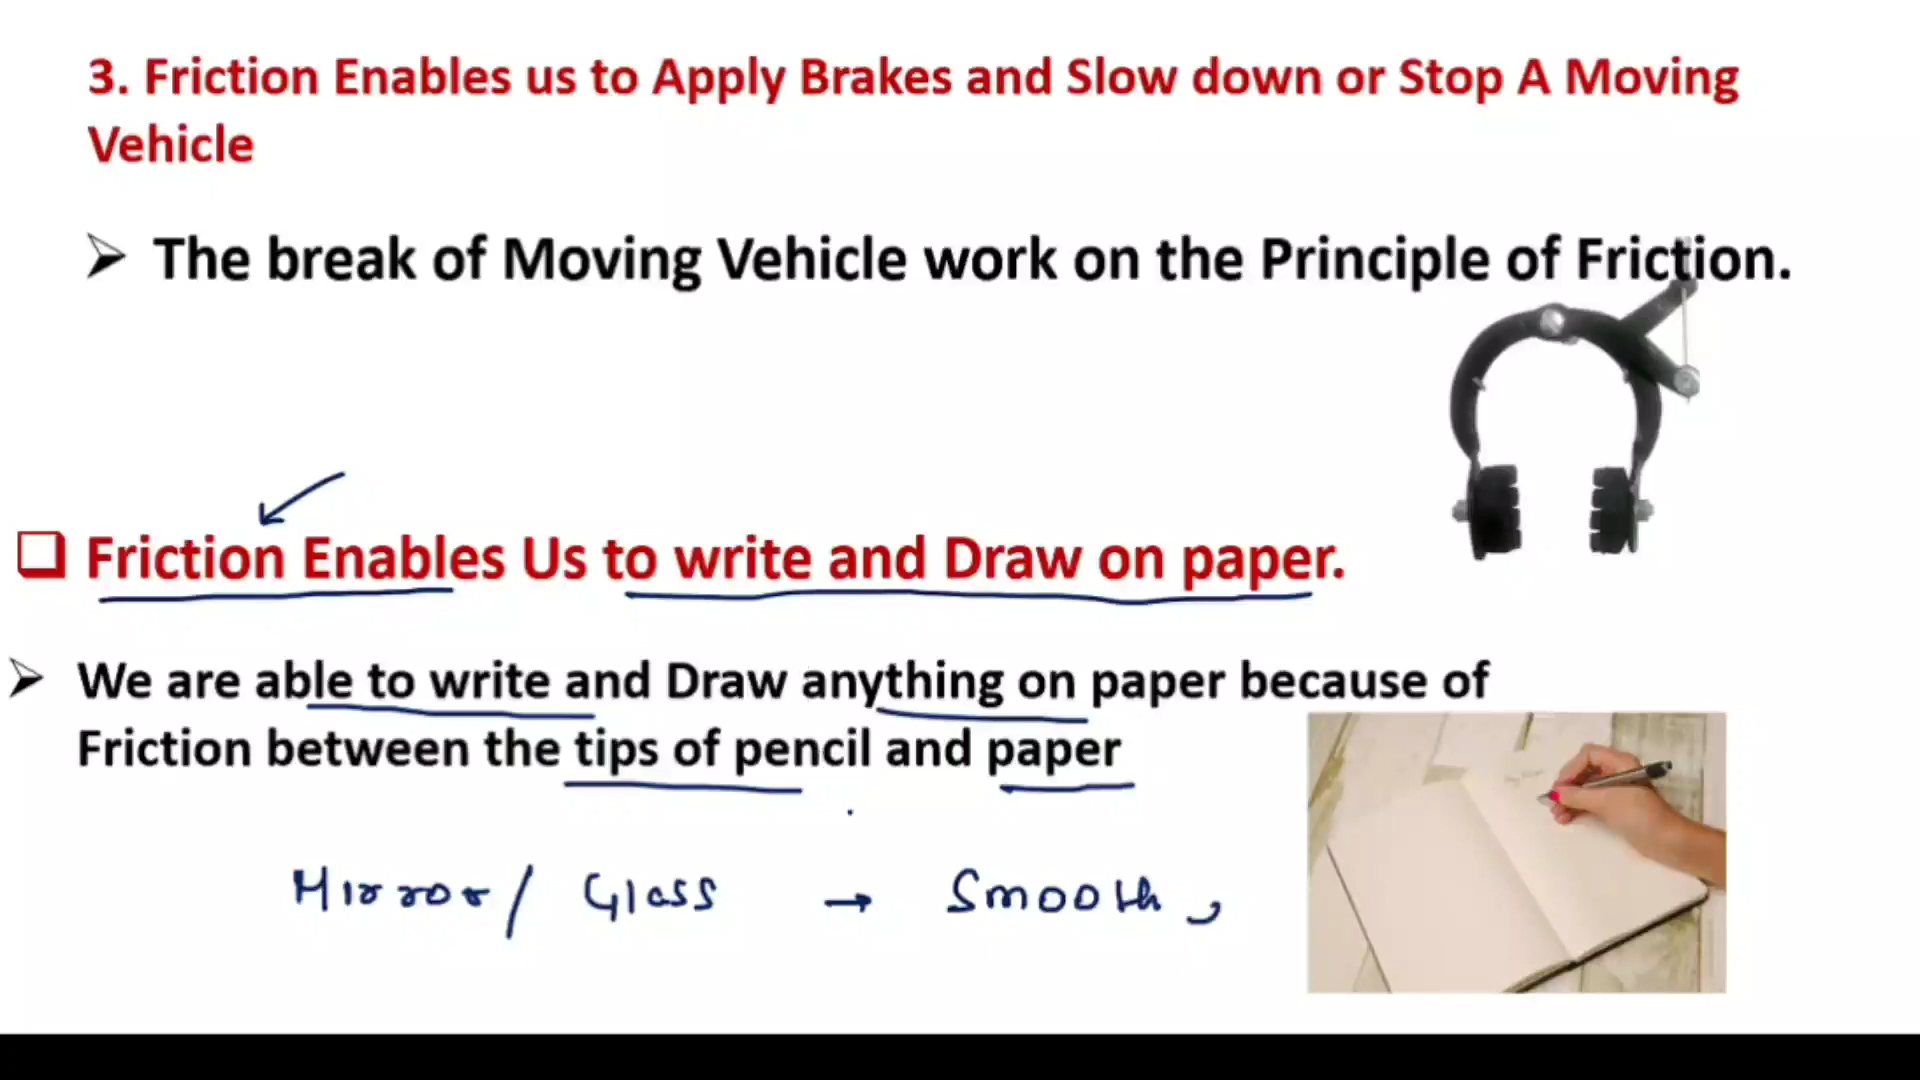 3. Friction Enables us to Apply Brakes and Slow down or Stop A Moving
Vehicle
➢ The break of Moving Vehicle work on the Principle of Friction.
❑ Friction Enables Us to write and Draw on paper.
➢ We are able to write and Draw anything on paper because of
Friction between the tips of pencil and paper
Mirror / Glass → Smooth